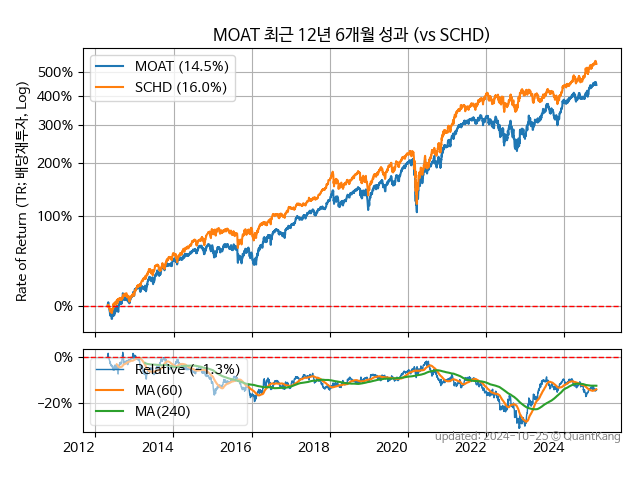 MOAT 최근 12년 6개월 성과 (vs SCHD)
Rate of Return (TR; 배당재투자, Log)
500%
400%
300%
200%
100%
0%
MOAT (14.5%)
SCHD (16.0%)
0%
-20%
Relative (-1.3%)
MA(60)
MA(240)
2012 2014 2016 2018 2020 2022 2024
updated: 2024-10-25 © QuantKang